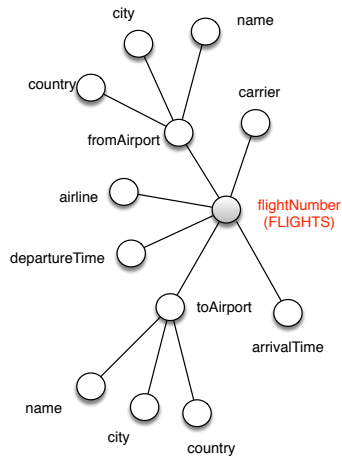 city
name
country
carrier
fromAirport
airline
flightNumber
(FLIGHTS)
departureTime
toAirport
arrivalTime
name
city
country